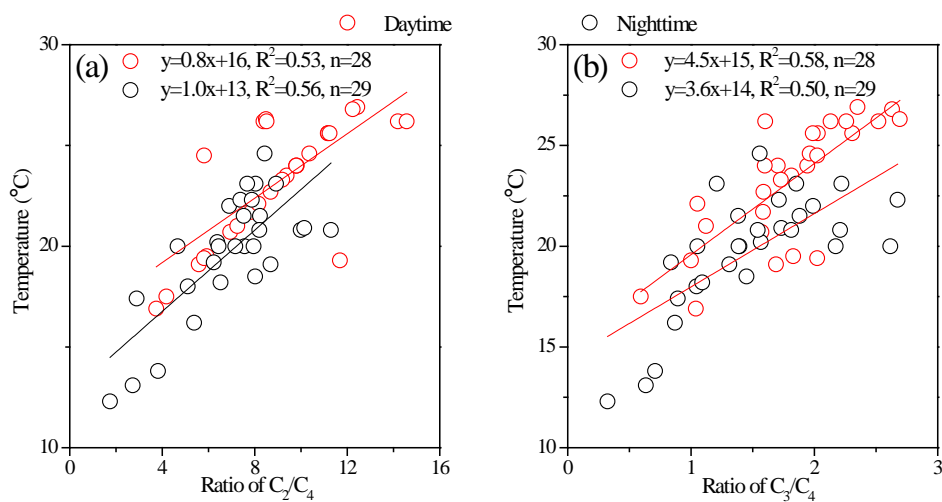 Daytime Nighttime
(a) y=0.8x+16, R²=0.53, n=28
y=1.0x+13, R²=0.56, n=29
Temperature (°C)
30
20
10
0 4 8 12 16
Ratio of C₂/C₄
(b) y=4.5x+15, R²=0.58, n=28
y=3.6x+14, R²=0.50, n=29
Temperature (°C)
30
25
20
15
10
0 1 2 3
Ratio of C₃/C₄